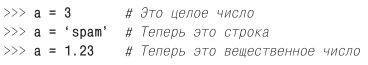 >>> a = 3 # Это целое число
>>> a = ‘spam’ # Теперь это строка
>>> a = 1.23 # Теперь это вещественное число